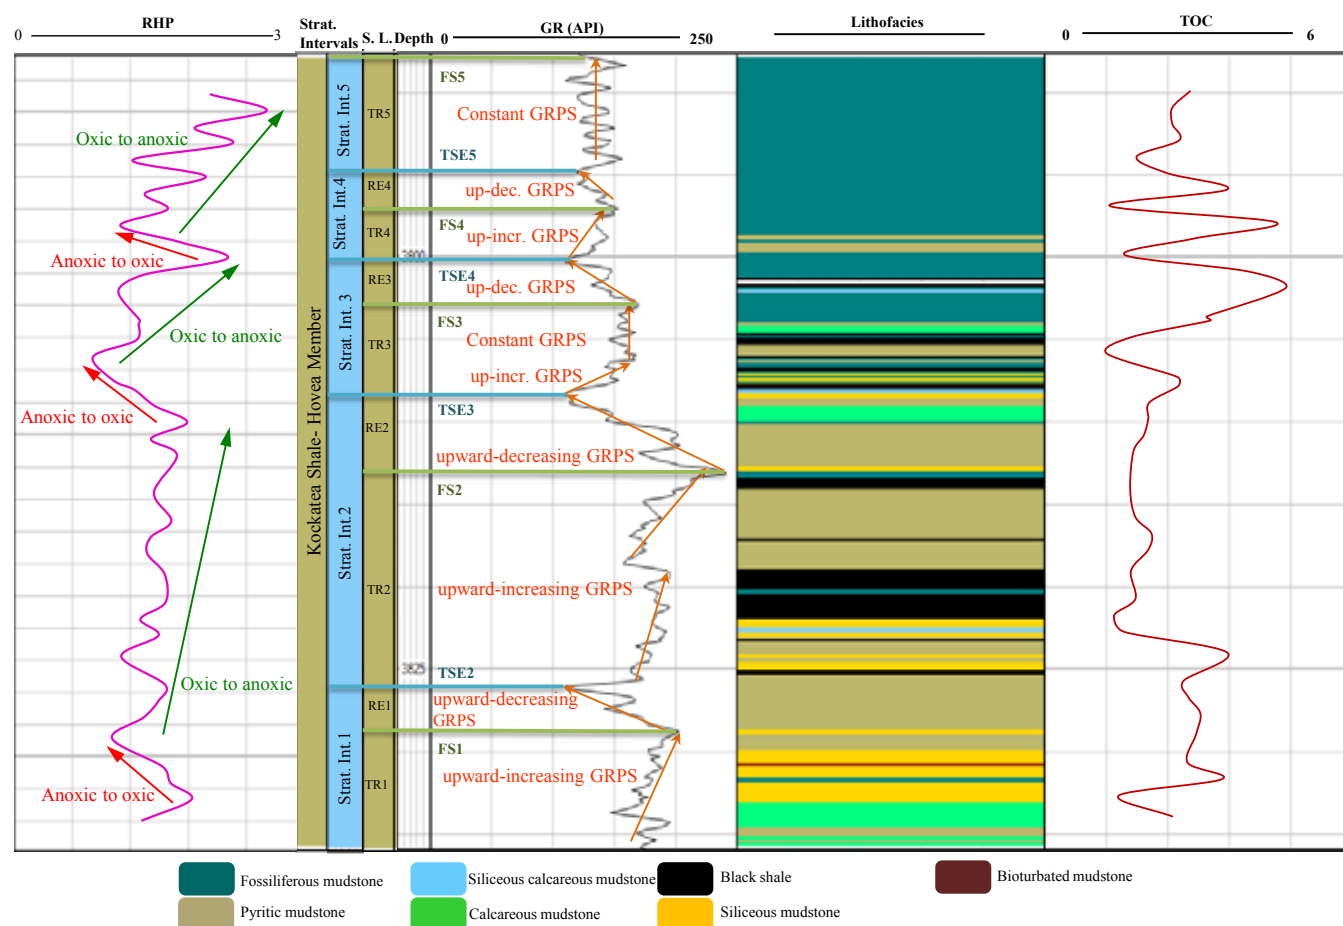 RHP
0
3
Strat.
Intervals
S. L.
Depth
0
GR (API)
250
Lithofacies
0
TOC
6
Kockatea Shale- Hovea Member
Strat. Int.5
Strat. Int.4
Strat. Int. 3
Strat. Int.2
Strat. Int.1
TR5
RE4
TR4
RE3
TR3
RE2
TR2
RE1
TR1
FS5
Constant GRPS
TSE5
up-dec. GRPS
FS4
up-incr. GRPS
3800
TSE4
up-dec. GRPS
FS3
Constant GRPS
up-incr. GRPS
TSE3
upward-decreasing GRPS
FS2
upward-increasing GRPS
3825
TSE2
upward-decreasing
GRPS
FS1
upward-increasing GRPS
Oxic to anoxic
Anoxic to oxic
Oxic to anoxic
Anoxic to oxic
Oxic to anoxic
Anoxic to oxic
Fossiliferous mudstone
Siliceous calcareous mudstone
Black shale
Bioturbated mudstone
Pyritic mudstone
Calcareous mudstone
Siliceous mudstone